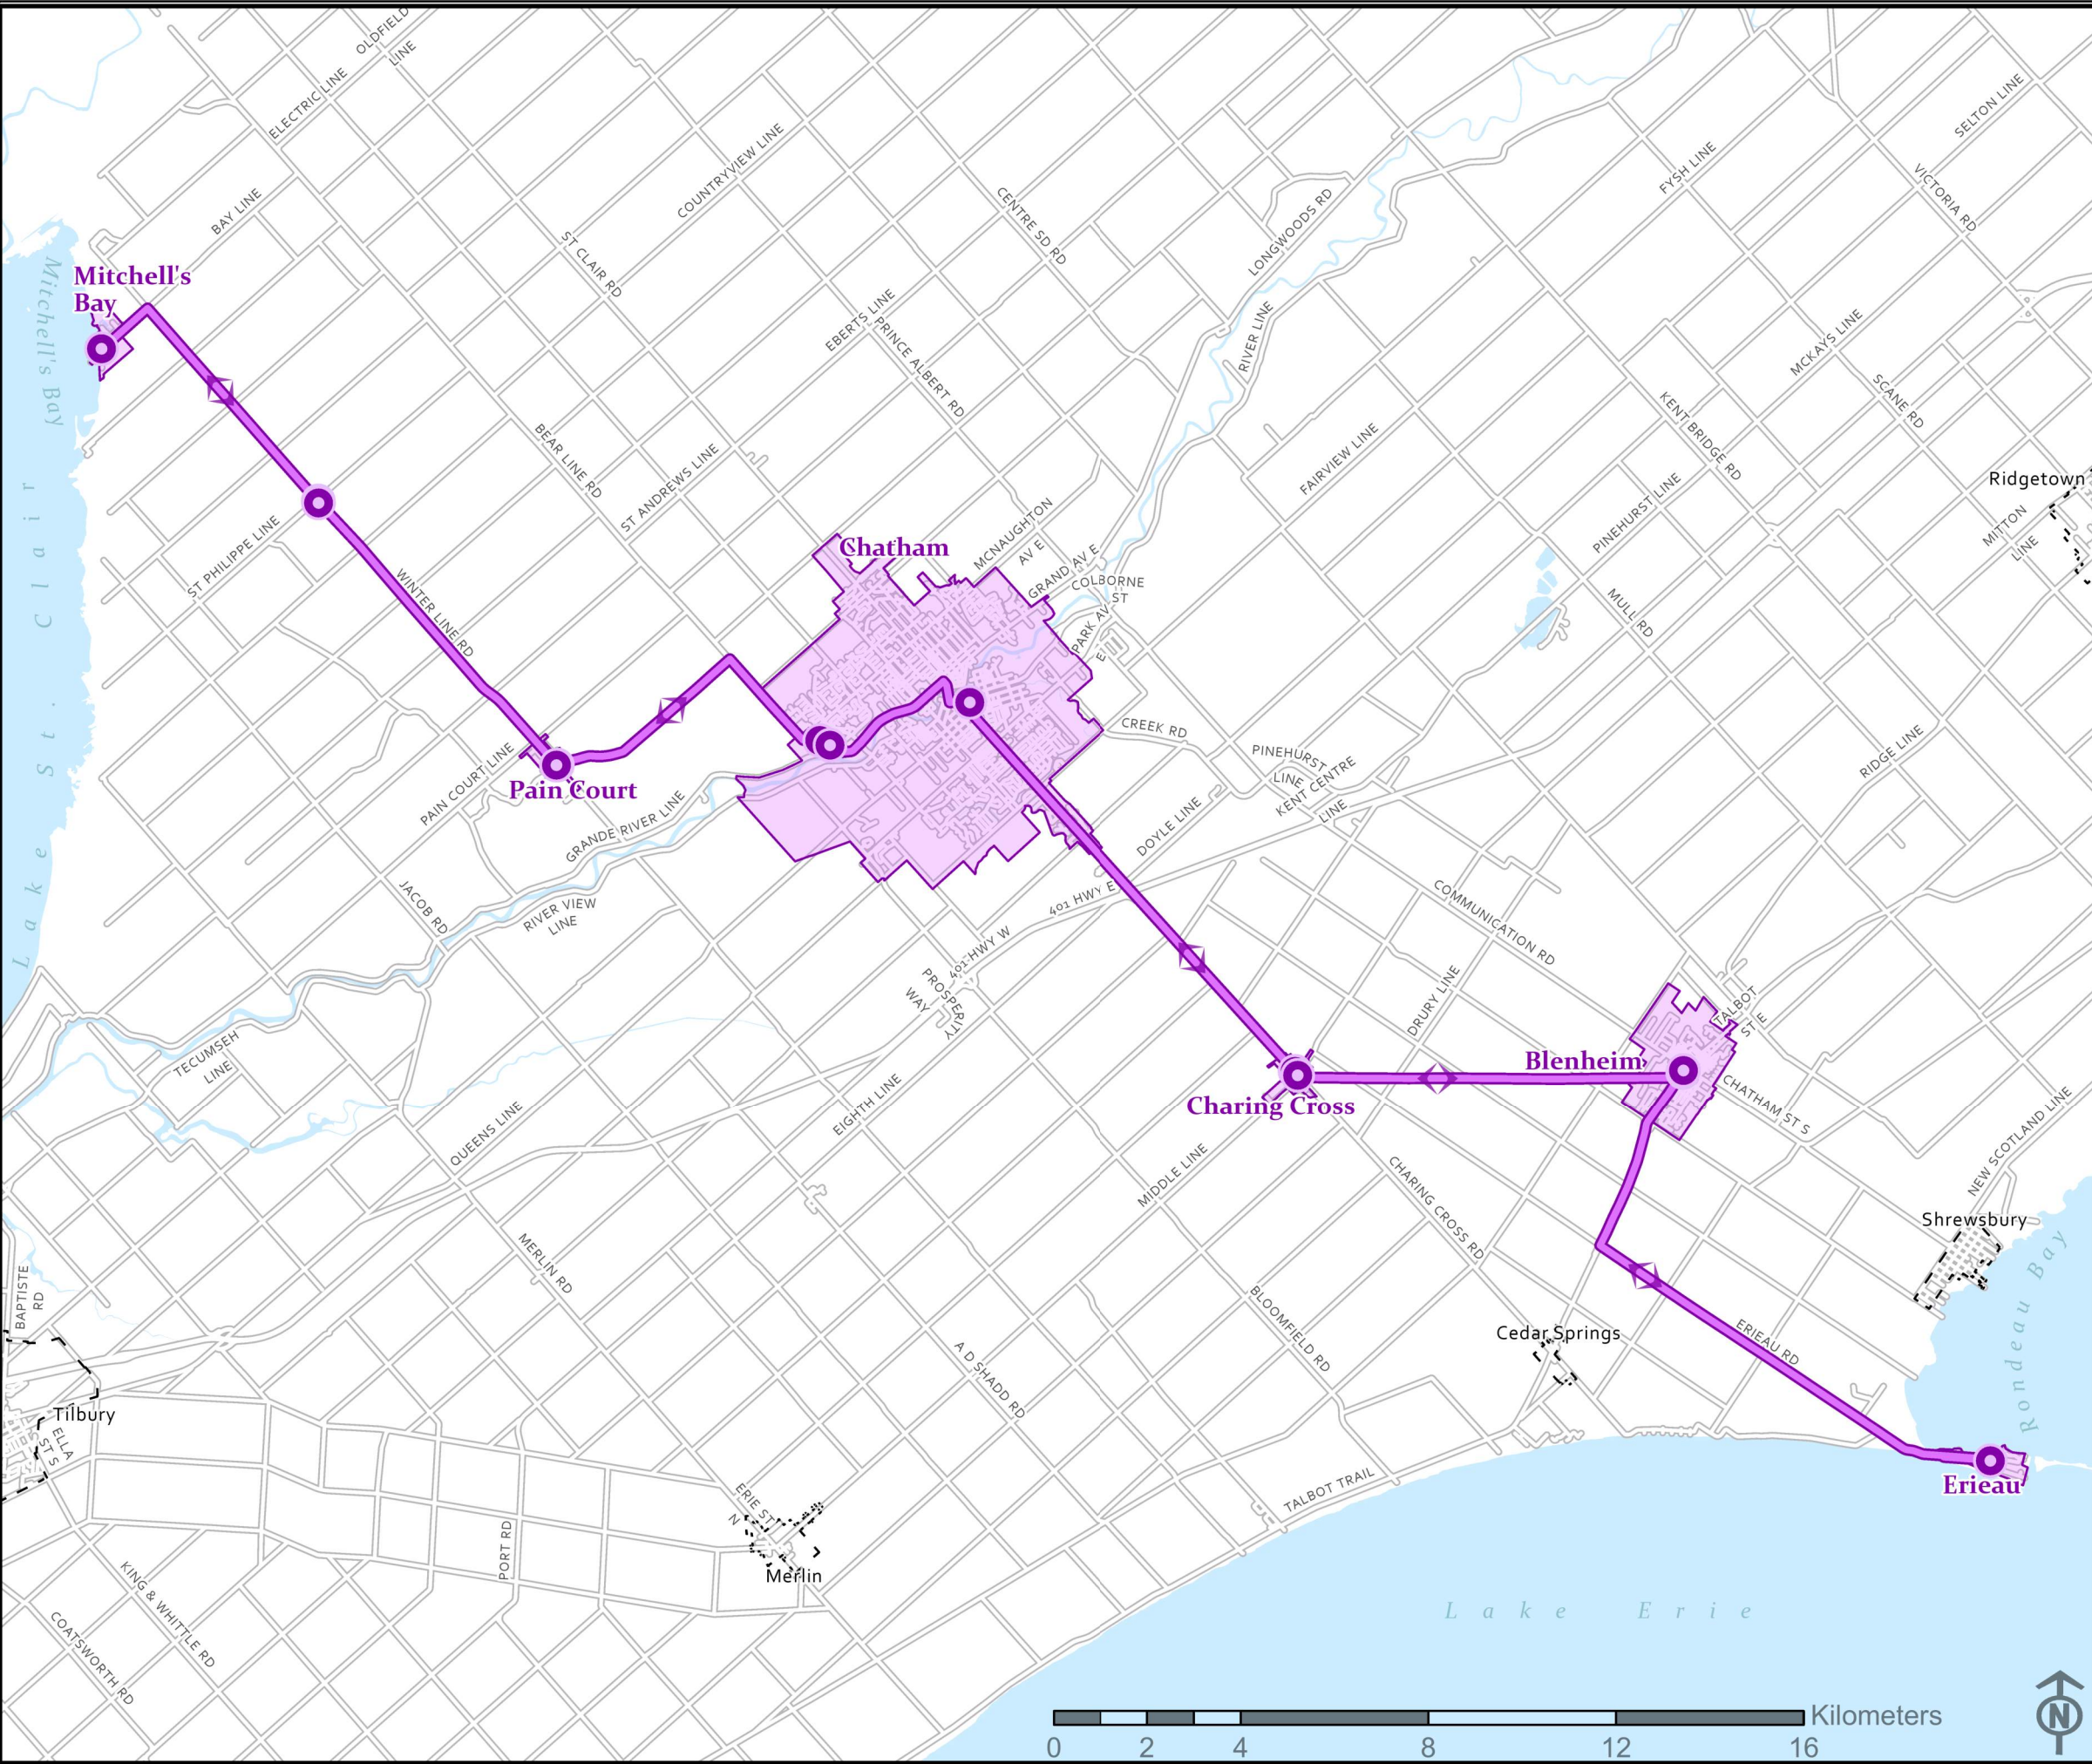 OLDFIELD
LINE
ELECTRIC LINE
SELTON LINE
COUNTRYVIEW LINE
FYSH LINE
BAY LINE
CENTRE SD RD
LONGWOODS RD
VICTORIA RD
ST CLAIR RD
Mitchell's
Bay
Mitchell's Bay
EBERTS LINE
PRINCE ALBERT RD
RIVER LINE
MCKAYS LINE
SCANE RD
KENT BRIDGE RD
BEAR LINE RD
ST ANDREWS LINE
FAIRVIEW LINE
Ridgetown
PINEHURST LINE
MITTON
LINE
ST PHILIPPE LINE
WINTER LINE RD
Chatham
MCNAUGHTON
AV E
GRAND AV E
COLBORNE
ST
PARK AV
E
MULL RD
Lake St. Clair
CREEK RD
PINEHURST
LINE
KENT CENTRE
LINE
RIDGE LINE
PAIN COURT LINE
Pain Court
GRANDE RIVER LINE
DOYLE LINE
JACOB RD
RIVER VIEW
LINE
401 HWY E
401 HWY W
COMMUNICATION RD
PROSPERITY
WAY
DRURY LINE
TALBOT
ST E
TECUMSEH
LINE
Blenheim
Charing Cross
CHATHAM ST S
QUEENS LINE
EIGHTH LINE
MIDDLE LINE
CHARING CROSS RD
NEW SCOTLAND LINE
Shrewsbury
Rondeau Bay
MERLIN RD
BAPTISTE
RD
BLOOMFIELD RD
Cedar Springs
ERIEAU RD
A D SHADD RD
Tilbury
ELLA
ST S
Erieau
TALBOT TRAIL
ERIE ST
N
PORT RD
Merlin
KING & WHITTLE RD
COATSWORTH RD
Lake Erie
Kilometers
0 2 4 8 12 16
N